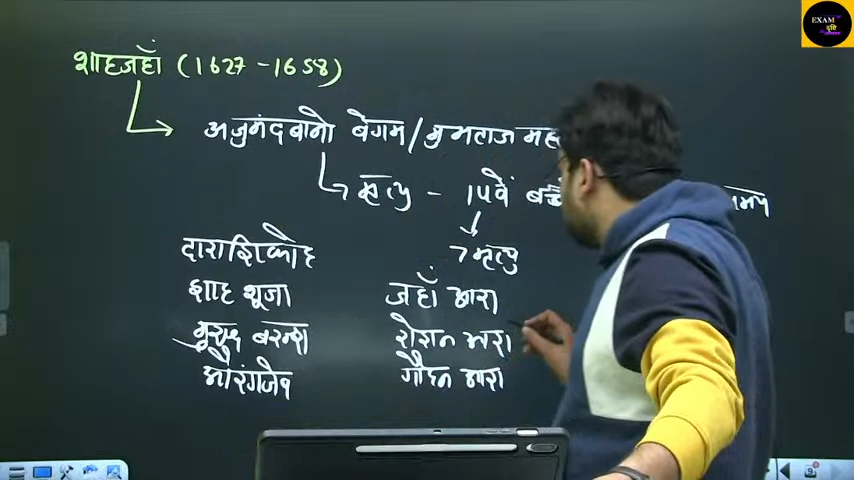 EXAM
दृष्टि
शाहजहाँ (1627 - 1658)
अर्जुमंदबानो बेगम / मुमताज मह
मृत्यु - 14वें
दाराशिकोह
7 मृत्यु
शाह शूजा
जहाँ आरा
मुराद बख्श
रोशन आरा
औरंगजेब
गौहन आरा